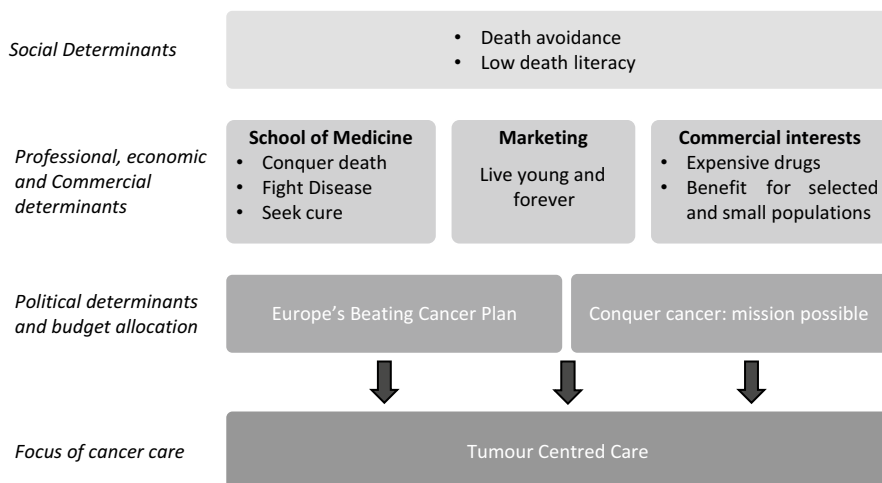 Social Determinants
• Death avoidance
• Low death literacy
Professional, economic
and Commercial
determinants
School of Medicine
• Conquer death
• Fight Disease
• Seek cure
Marketing
Live young and
forever
Commercial interests
• Expensive drugs
• Benefit for selected
and small populations
Political determinants
and budget allocation
Europe’s Beating Cancer Plan
Conquer cancer: mission possible
Focus of cancer care
Tumour Centred Care